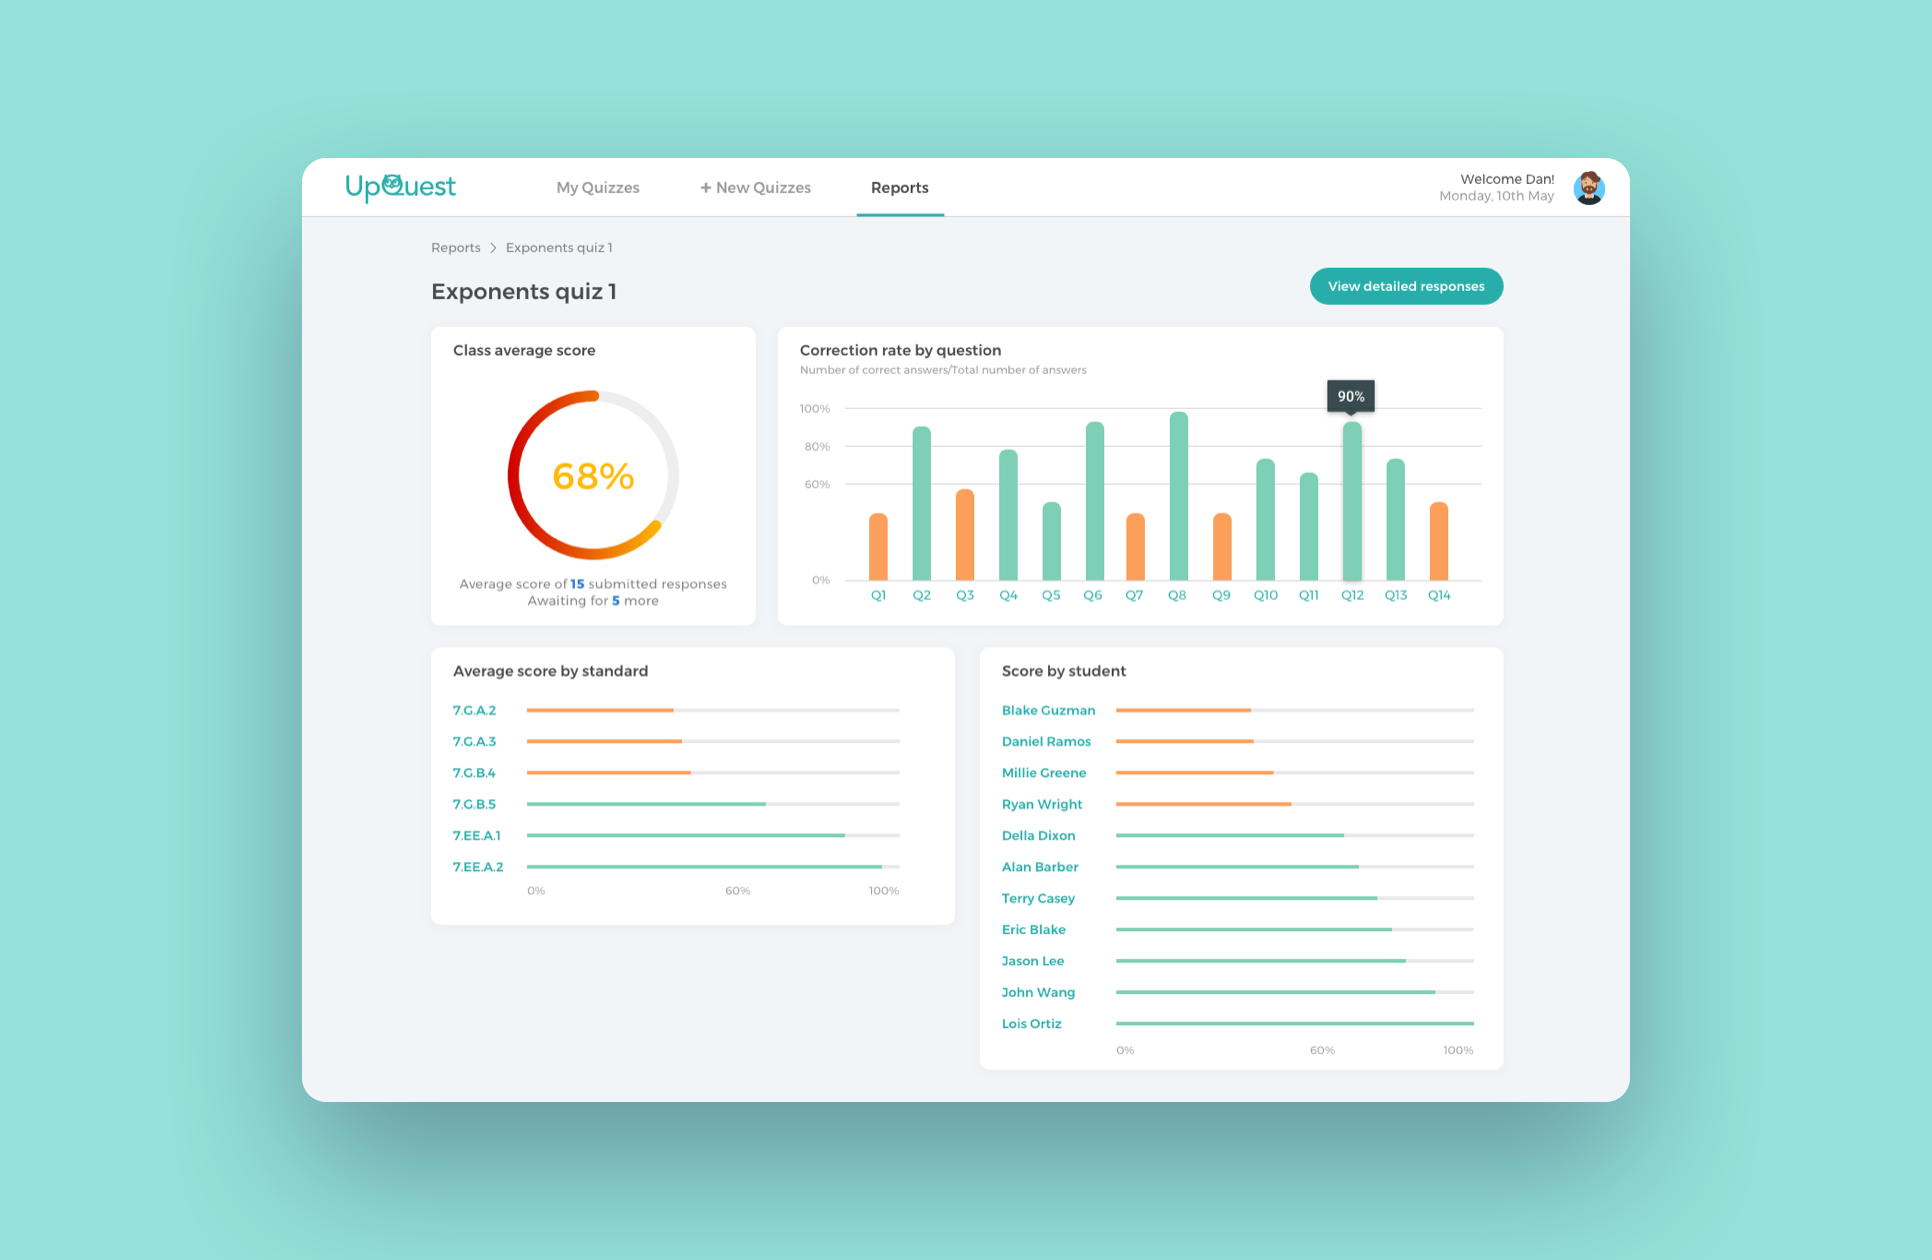 UpQuest
My Quizzes
+ New Quizzes
Reports
Welcome Dan!
Monday, 10th May
Reports > Exponents quiz 1
Exponents quiz 1
View detailed responses
Class average score
68%
Average score of 15 submitted responses
Awaiting for 5 more
Correction rate by question
Number of correct answers/Total number of answers
90%
100%
80%
60%
0%
Q1 Q2 Q3 Q4 Q5 Q6 Q7 Q8 Q9 Q10 Q11 Q12 Q13 Q14
Average score by standard
7.G.A.2
7.G.A.3
7.G.B.4
7.G.B.5
7.EE.A.1
7.EE.A.2
0% 60% 100%
Score by student
Blake Guzman
Daniel Ramos
Millie Greene
Ryan Wright
Della Dixon
Alan Barber
Terry Casey
Eric Blake
Jason Lee
John Wang
Lois Ortiz
0% 60% 100%